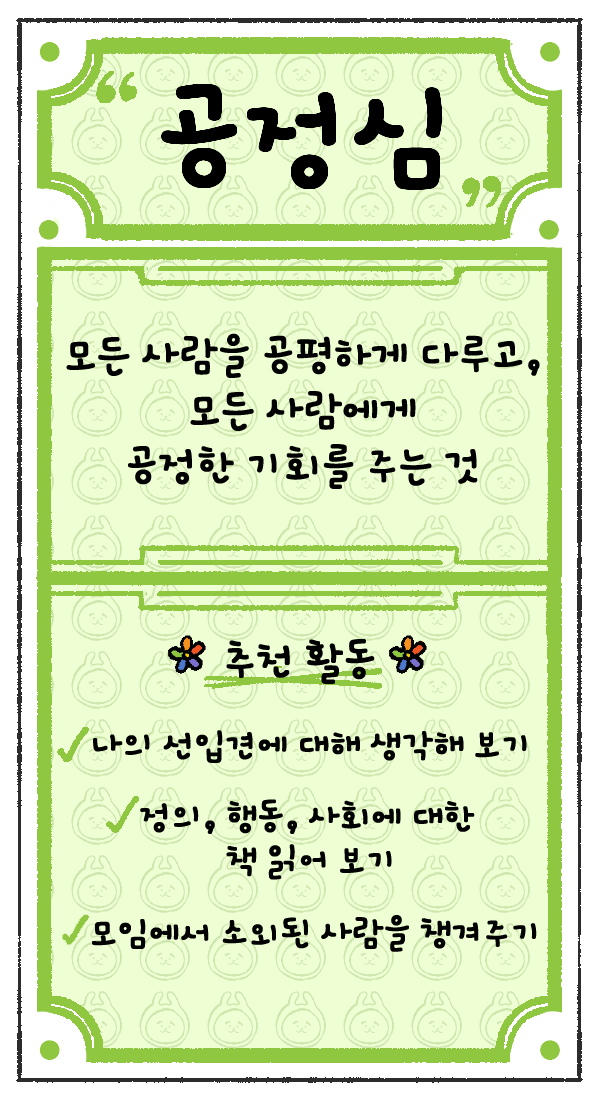 “ 공정심 ”
모든 사람을 공평하게 다루고,
모든 사람에게
공정한 기회를 주는 것
추천 활동
나의 선입견에 대해 생각해 보기
정의, 행동, 사회에 대한
책 읽어 보기
모임에서 소외된 사람을 챙겨주기